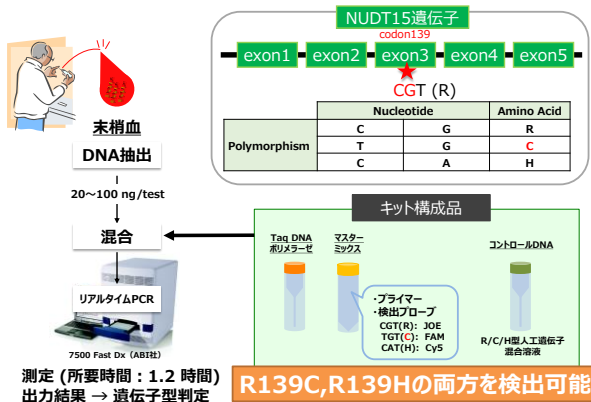 NUDT15遺伝子
codon139
exon1 exon2 exon3 exon4 exon5
CGT (R)
Nucleotide Amino Acid
Polymorphism
C G R
T G C
C A H
末梢血
DNA抽出
20～100 ng/test
混合
リアルタイムPCR
7500 Fast Dx（ABI社）
測定 (所要時間：1.2 時間)
出力結果 → 遺伝子型判定
キット構成品
Taq DNA
ポリメラーゼ
マスター
ミックス
コントロールDNA
・プライマー
・検出プローブ
CGT(R): JOE
TGT(C): FAM
CAT(H): Cy5
R/C/H型人工遺伝子
混合溶液
R139C,R139Hの両方を検出可能